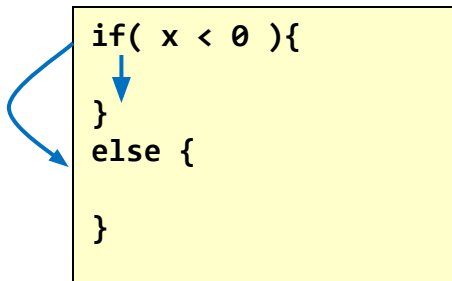 if( x < 0 ){
}
else {
}